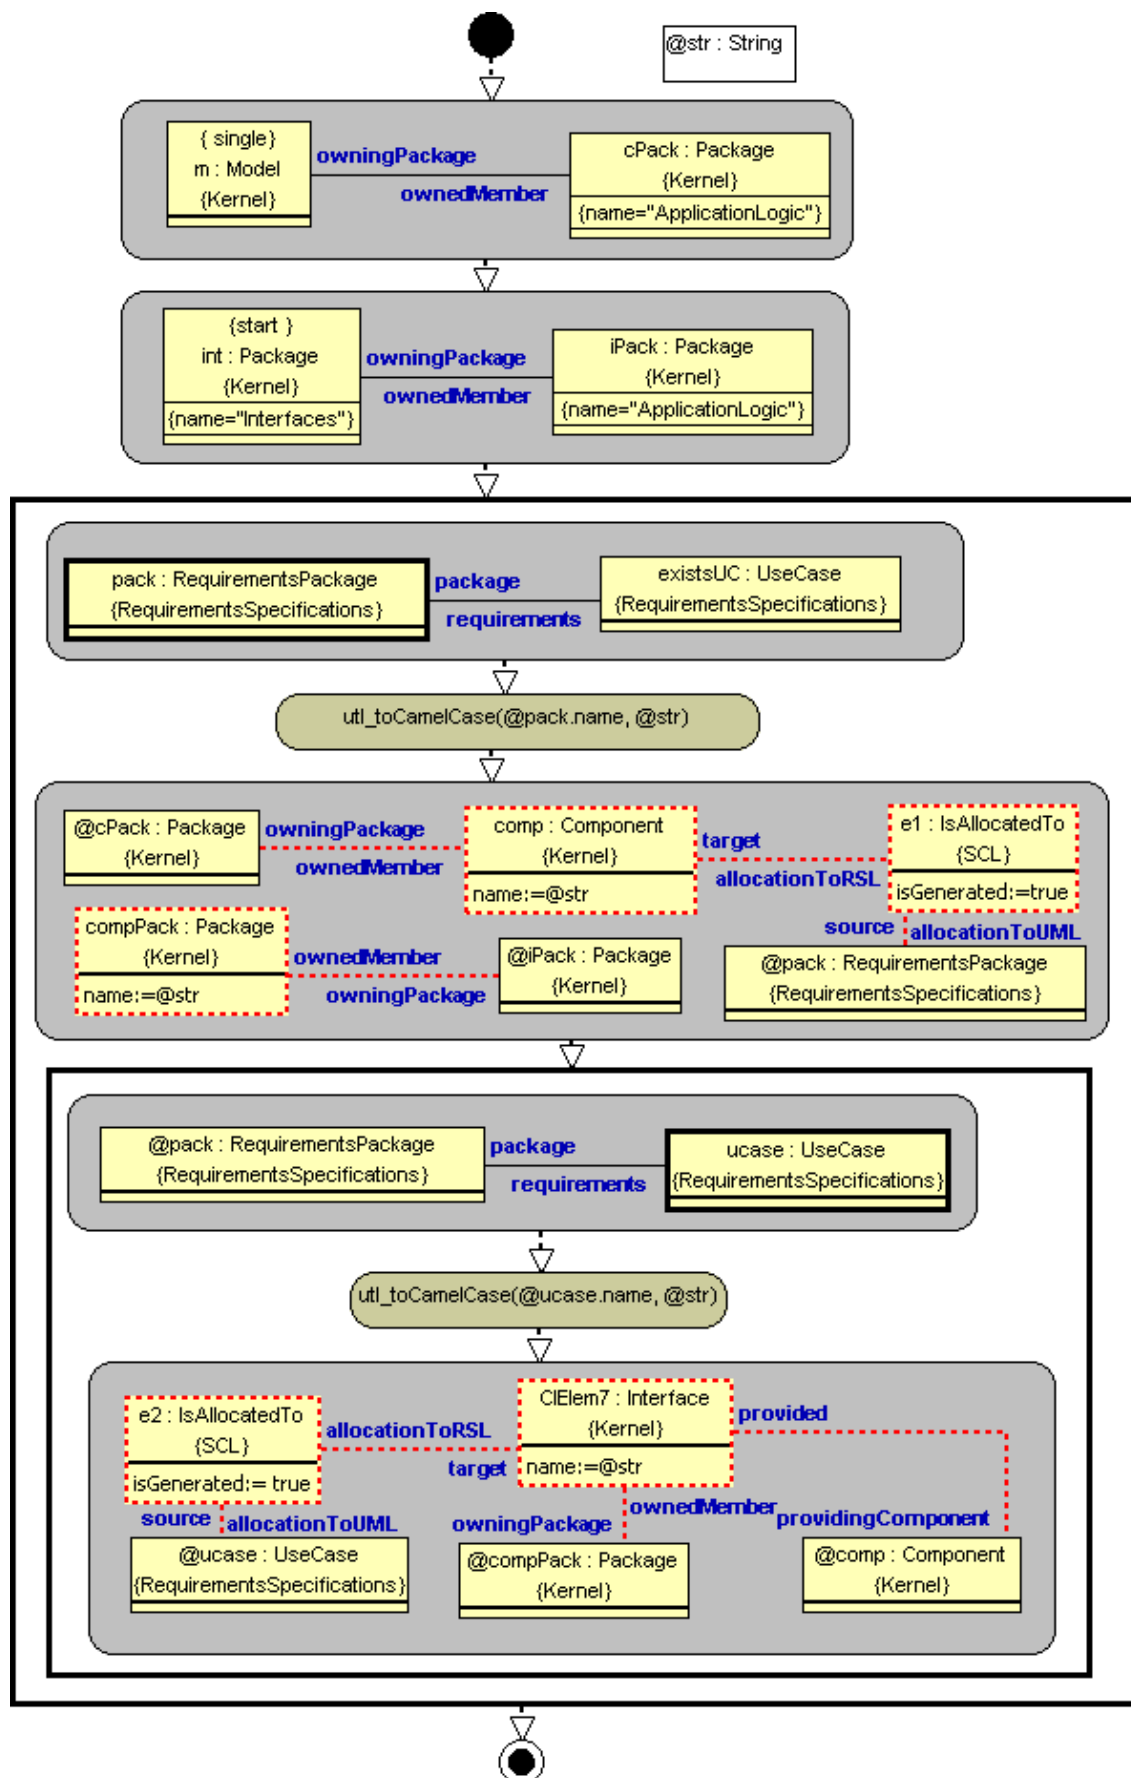 @str : String
{ single}
m : Model
{Kernel}
owningPackage
ownedMember
cPack : Package
{Kernel}
{name="ApplicationLogic"}
{start }
int : Package
{Kernel}
{name="Interfaces"}
owningPackage
ownedMember
iPack : Package
{Kernel}
{name="ApplicationLogic"}
pack : RequirementsPackage
{RequirementsSpecifications}
package
requirements
existsUC : UseCase
{RequirementsSpecifications}
utl_toCamelCase(@pack.name, @str)
@cPack : Package
{Kernel}
owningPackage
ownedMember
comp : Component
{Kernel}
name:=@str
target
allocationToRSL
e1 : IsAllocatedTo
{SCL}
isGenerated:=true
source
allocationToUML
compPack : Package
{Kernel}
name:=@str
ownedMember
owningPackage
@iPack : Package
{Kernel}
@pack : RequirementsPackage
{RequirementsSpecifications}
@pack : RequirementsPackage
{RequirementsSpecifications}
package
requirements
ucase : UseCase
{RequirementsSpecifications}
utl_toCamelCase(@ucase.name, @str)
e2 : IsAllocatedTo
{SCL}
isGenerated:= true
allocationToRSL
target
ClElem7 : Interface
{Kernel}
name:=@str
provided
source
allocationToUML
owningPackage
ownedMember
providingComponent
@ucase : UseCase
{RequirementsSpecifications}
@compPack : Package
{Kernel}
@comp : Component
{Kernel}